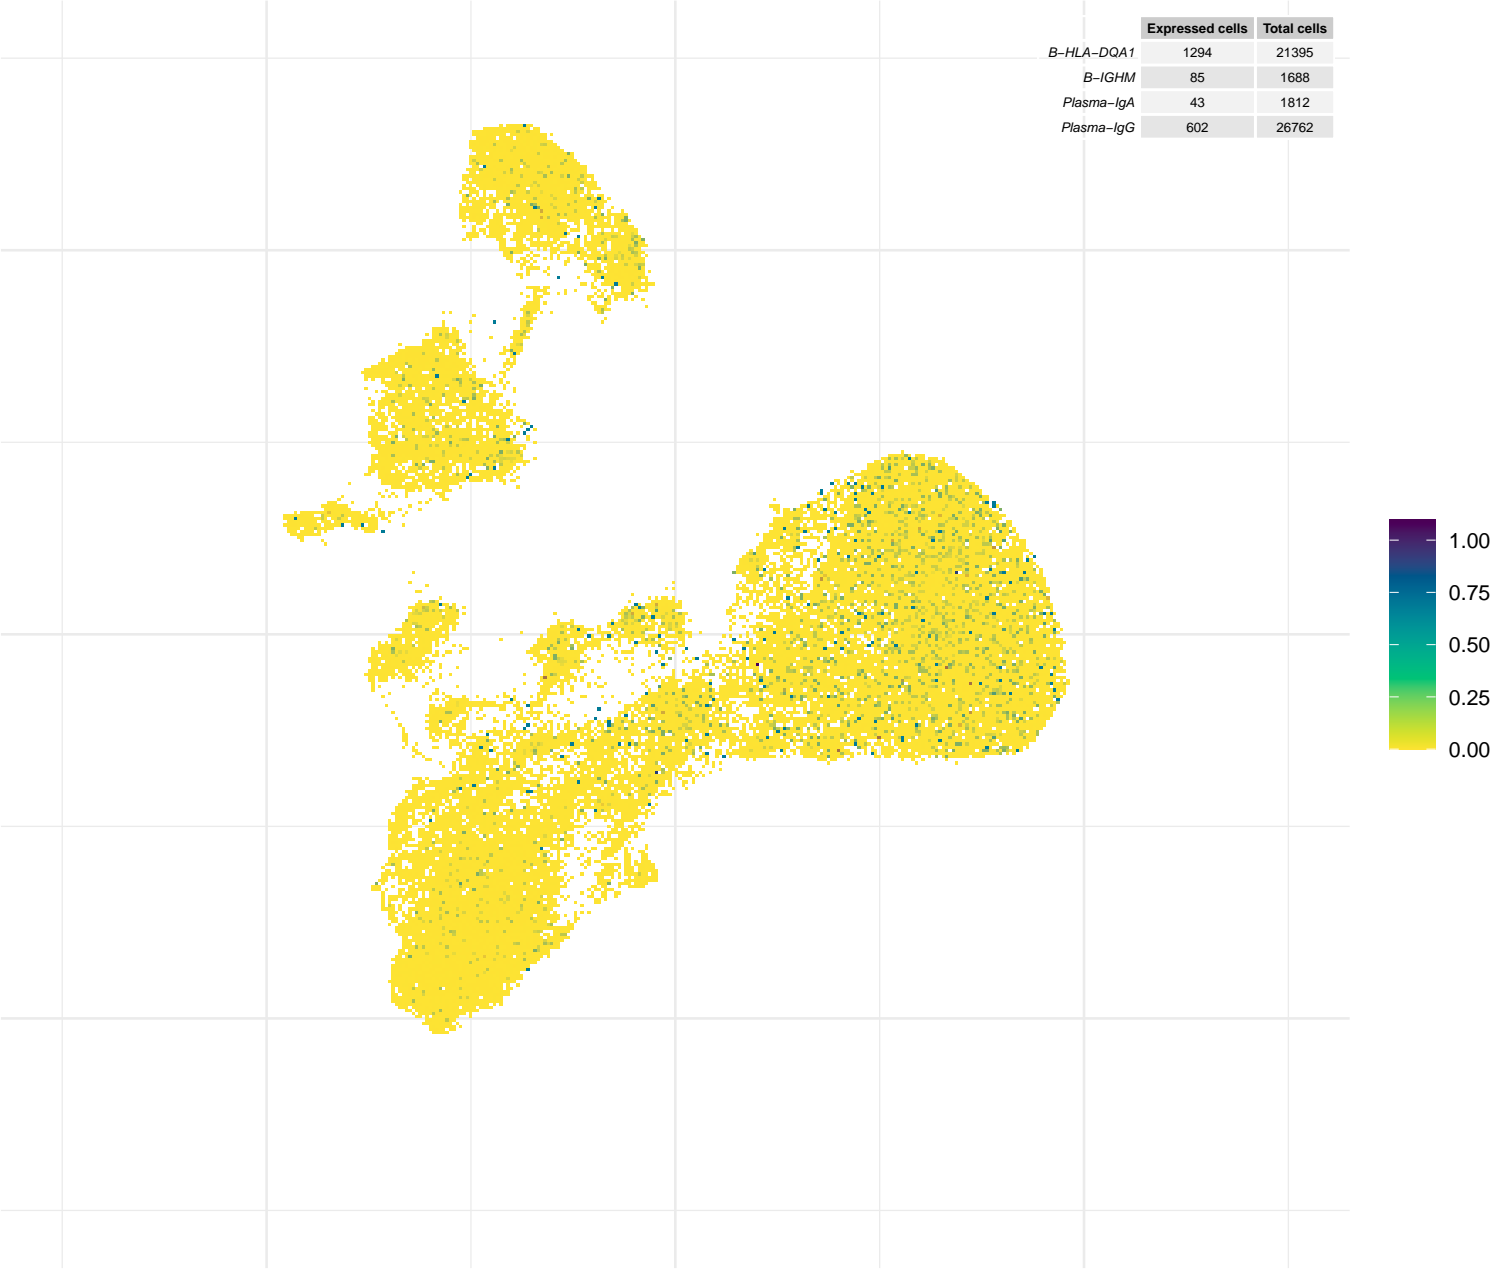 Expressed cells Total cells
B−HLA−DQA1 1294 21395
B−IGHM 85 1688
Plasma−IgA 43 1812
Plasma−IgG 602 26762
1.00
0.75
0.50
0.25
0.00